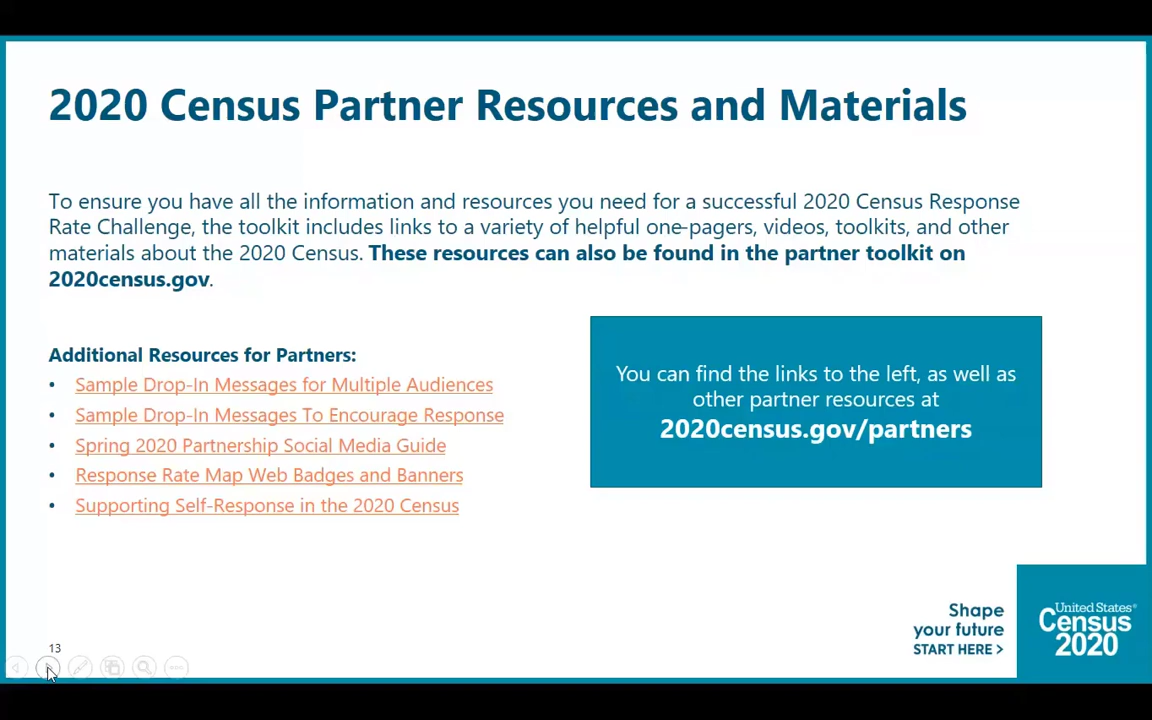 2020 Census Partner Resources and Materials
To ensure you have all the information and resources you need for a successful 2020 Census Response
Rate Challenge, the toolkit includes links to a variety of helpful one-pagers, videos, toolkits, and other
materials about the 2020 Census. These resources can also be found in the partner toolkit on
2020census.gov.
Additional Resources for Partners:
• Sample Drop-In Messages for Multiple Audiences
• Sample Drop-In Messages To Encourage Response
• Spring 2020 Partnership Social Media Guide
• Response Rate Map Web Badges and Banners
• Supporting Self-Response in the 2020 Census
You can find the links to the left, as well as
other partner resources at
2020census.gov/partners
Shape
your future
START HERE >
United States®
Census
2020
13